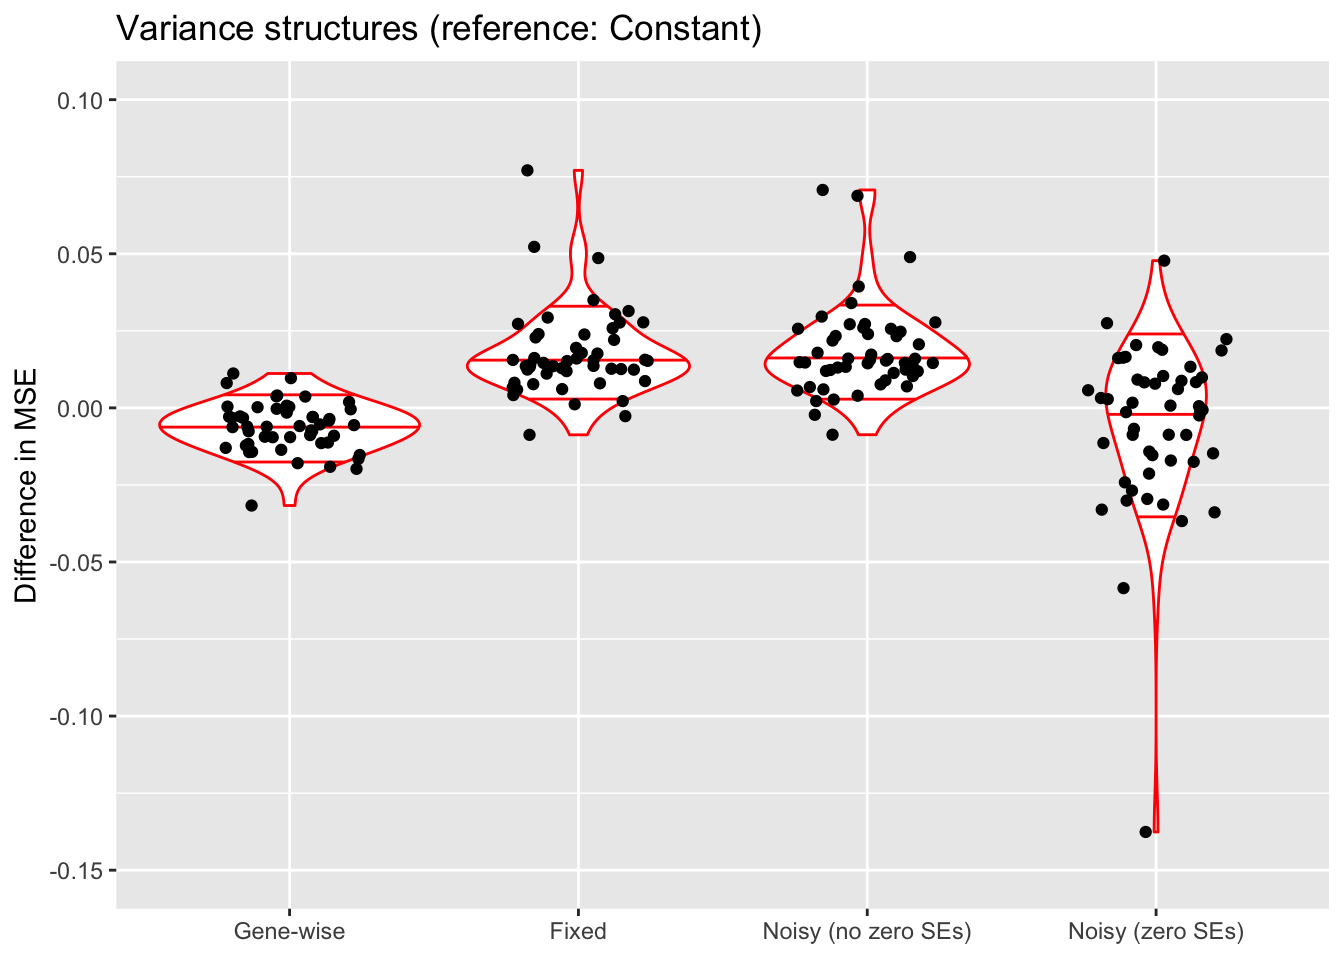 Variance structures (reference: Constant)
Difference in MSE
0.10
0.05
0.00
-0.05
-0.10
-0.15
Gene-wise
Fixed
Noisy (no zero SEs)
Noisy (zero SEs)